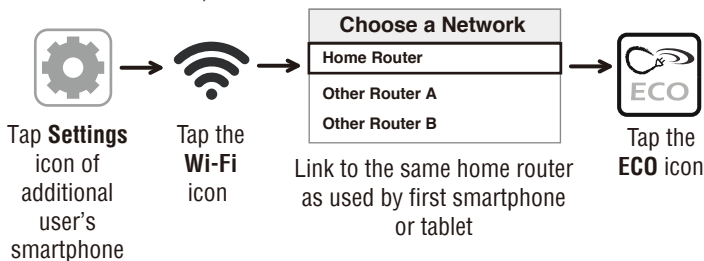 Choose a Network
Home Router
Other Router A
Other Router B
ECO
Tap Settings
icon of
additional
user's
smartphone
Tap the
Wi-Fi
icon
Link to the same home router
as used by first smartphone
or tablet
Tap the
ECO icon